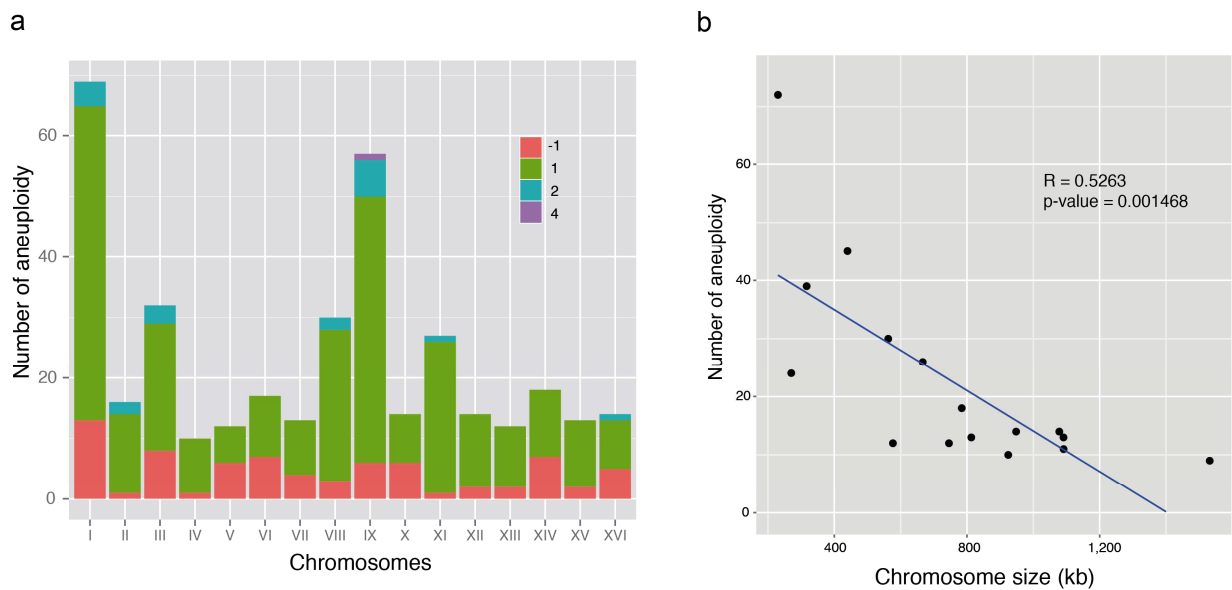 a
Number of aneuploidy
60
40
20
0
-1
1
2
4
I II III IV V VI VII VIII IX X XI XII XIII XIV XV XVI
Chromosomes
b
Number of aneuploidy
60
40
20
0
R = 0.5263
p-value = 0.001468
400 800 1,200
Chromosome size (kb)